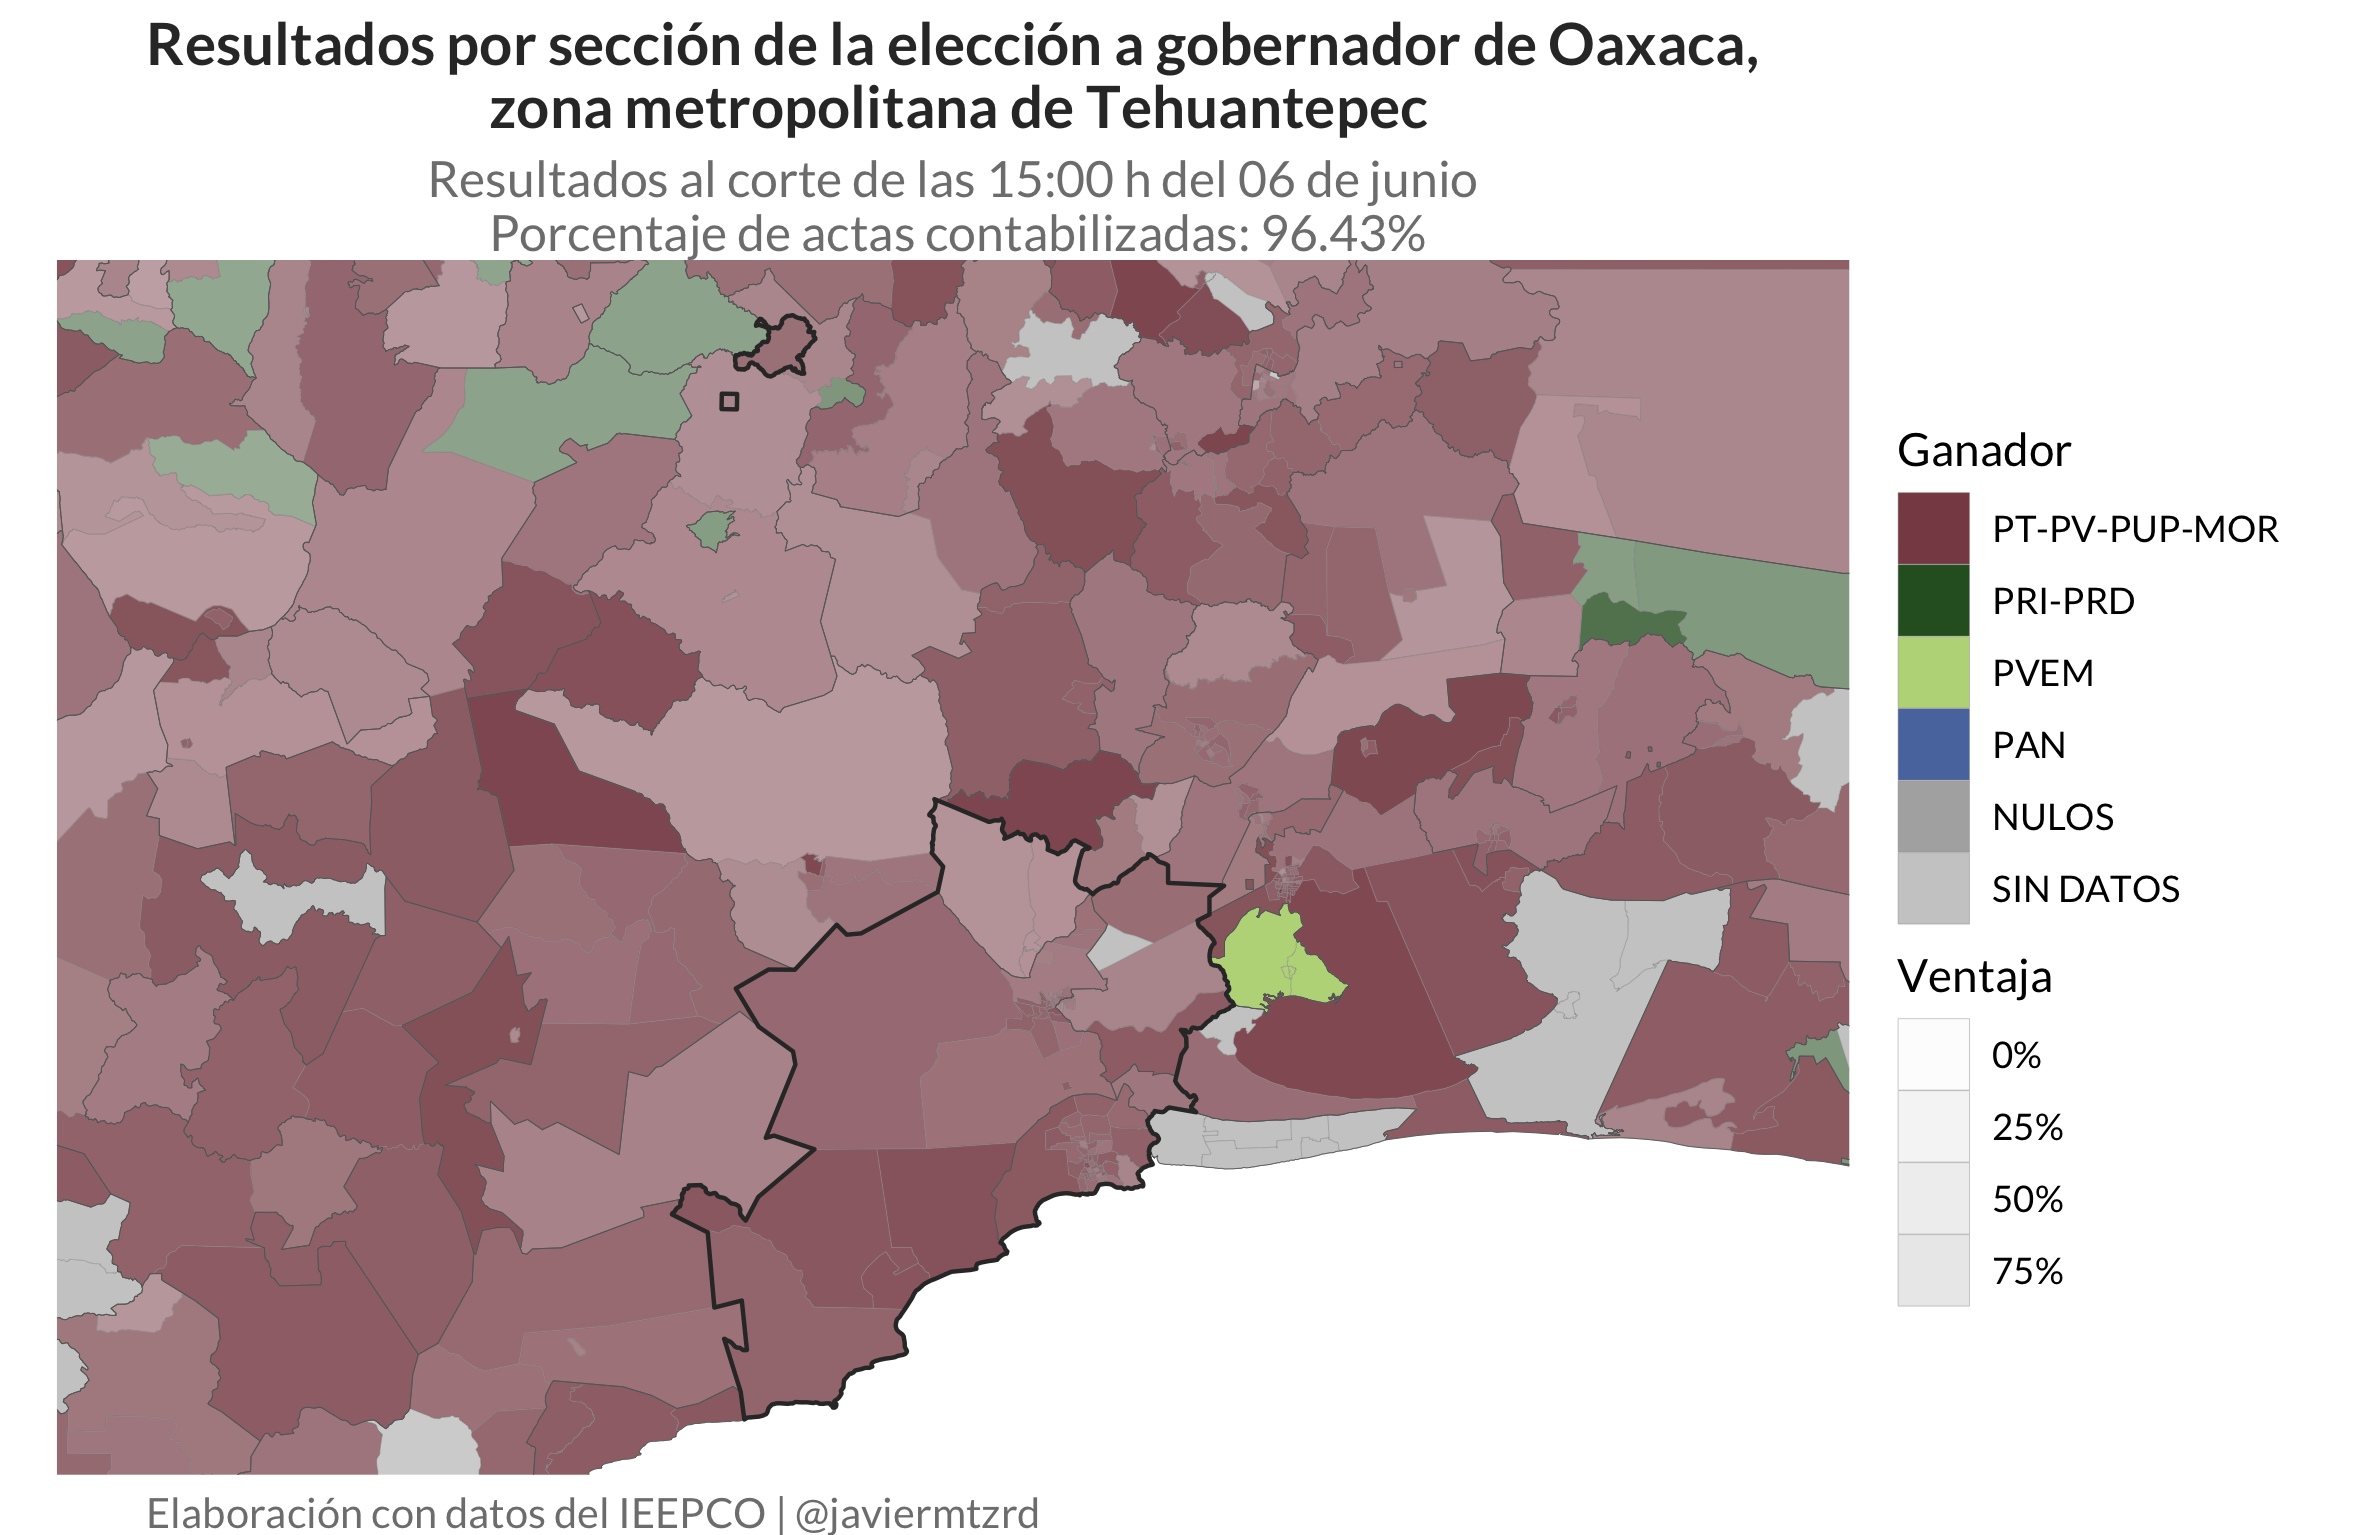 Resultados por sección de la elección a gobernador de Oaxaca,
zona metropolitana de Tehuantepec
Resultados al corte de las 15:00 h del 06 de junio
Porcentaje de actas contabilizadas: 96.43%
Ganador
PT-PV-PUP-MOR
PRI-PRD
PVEM
PAN
NULOS
SIN DATOS
Ventaja
0%
25%
50%
75%
Elaboración con datos del IEEPCO | @javiermtzrd